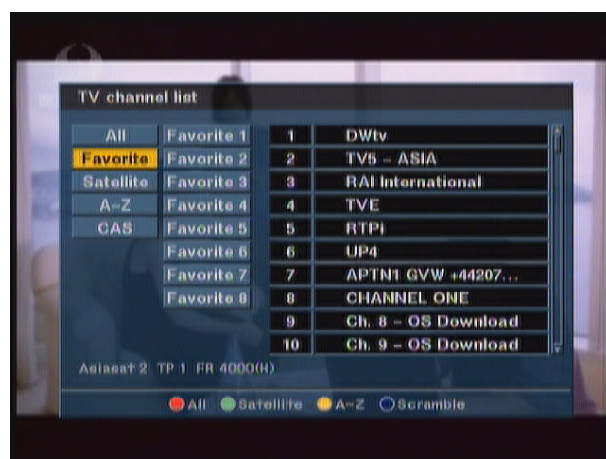 TV channel list
All
Favorite
Satellite
A~Z
CAS
Favorite 1
Favorite 2
Favorite 3
Favorite 4
Favorite 5
Favorite 6
Favorite 7
Favorite 8
1 DWtv
2 TV5 - ASIA
3 RAI International
4 TVE
5 RTPi
6 UP4
7 APTN1 GVW +44207...
8 CHANNEL ONE
9 Ch. 8 - OS Download
10 Ch. 9 - OS Download
Asiasat 2 TP 1 FR 4000(H)
All Satellite A~Z Scramble